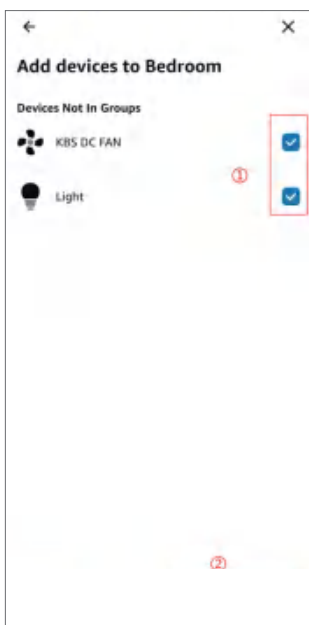 Add devices to Bedroom
Devices Not In Groups
KBS DC FAN
①
Light
②